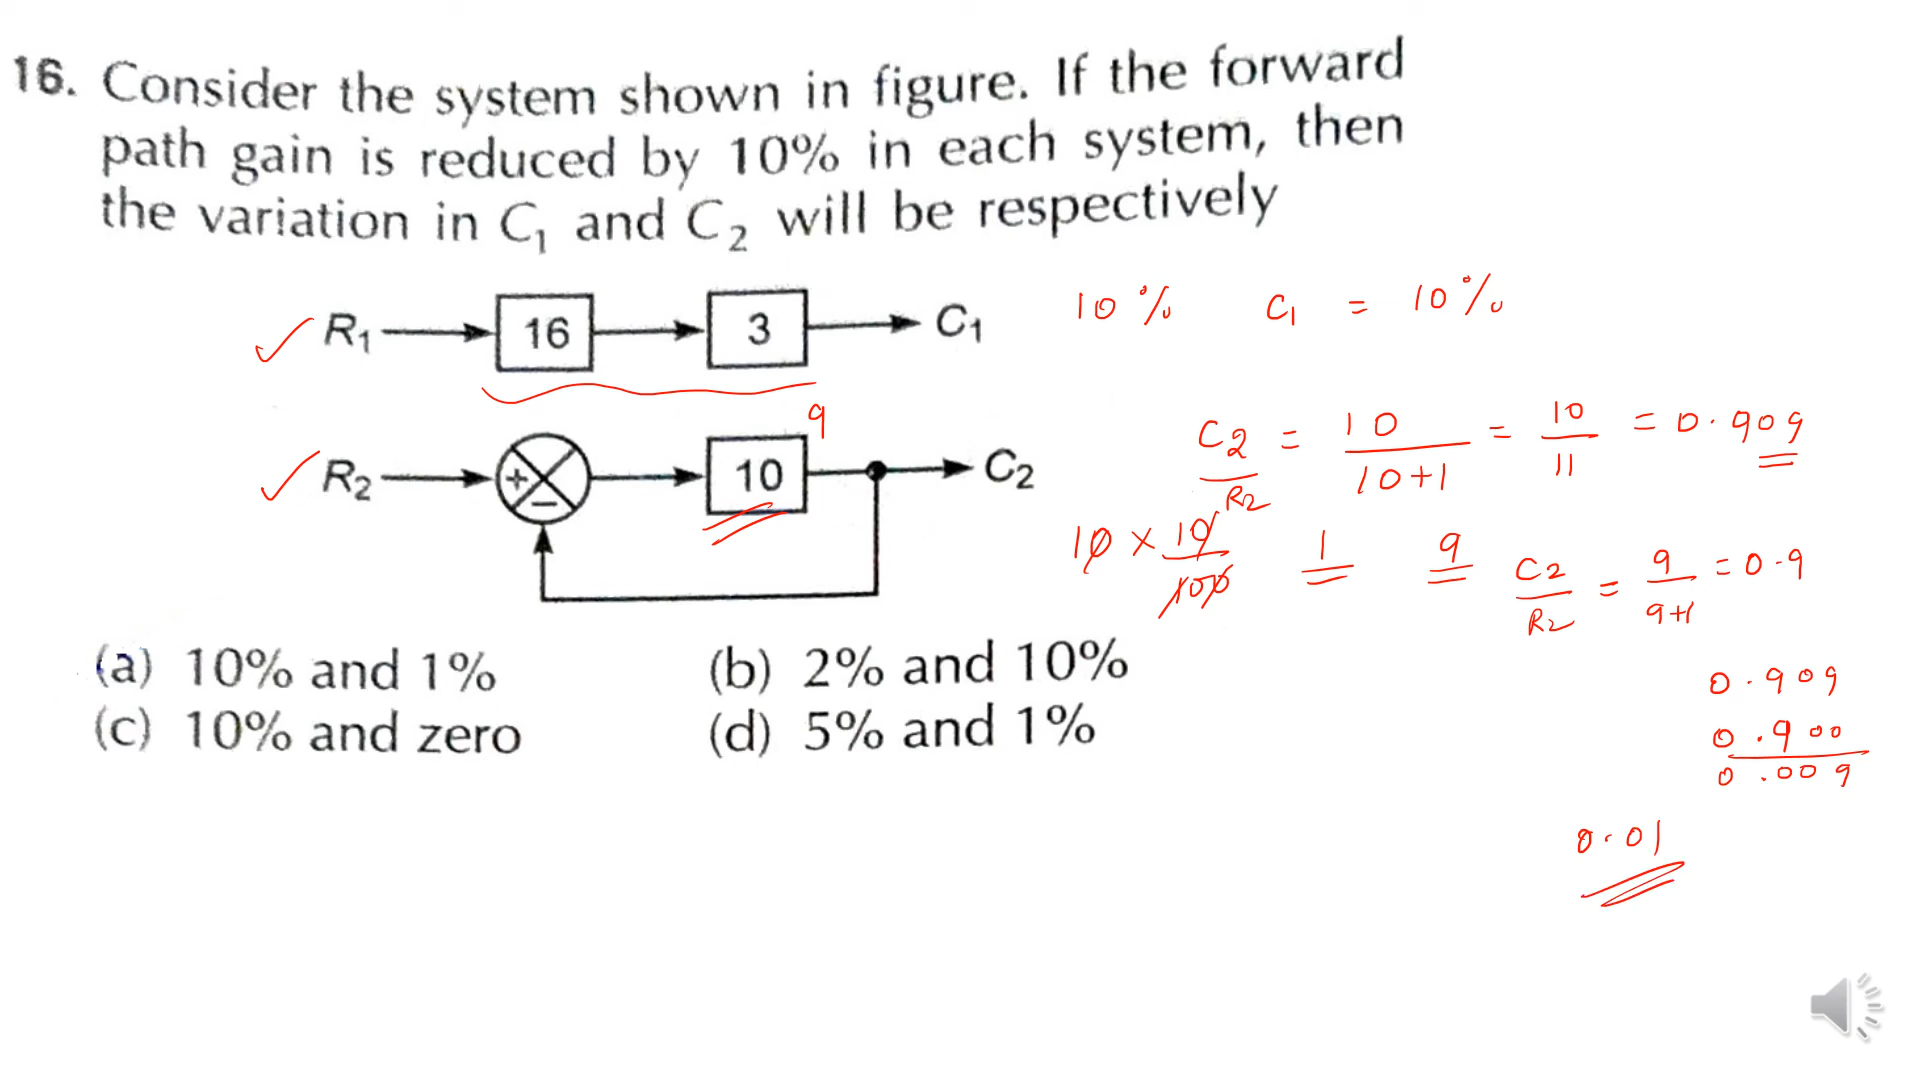 16. Consider the system shown in figure. If the forward
path gain is reduced by 10% in each system, then
the variation in C₁ and C₂ will be respectively
R₁ 16 3 C₁ 10 % C₁ = 10 %
9
R₂ + − 10 C₂
C2/R2 = 10/(10+1) = 10/11 = 0.909
10 × 10/100 1 9 C2/R2 = 9/(9+1) = 0.9
(a) 10% and 1% (b) 2% and 10%
(c) 10% and zero (d) 5% and 1%
0.909
0.900
0.009
0.01